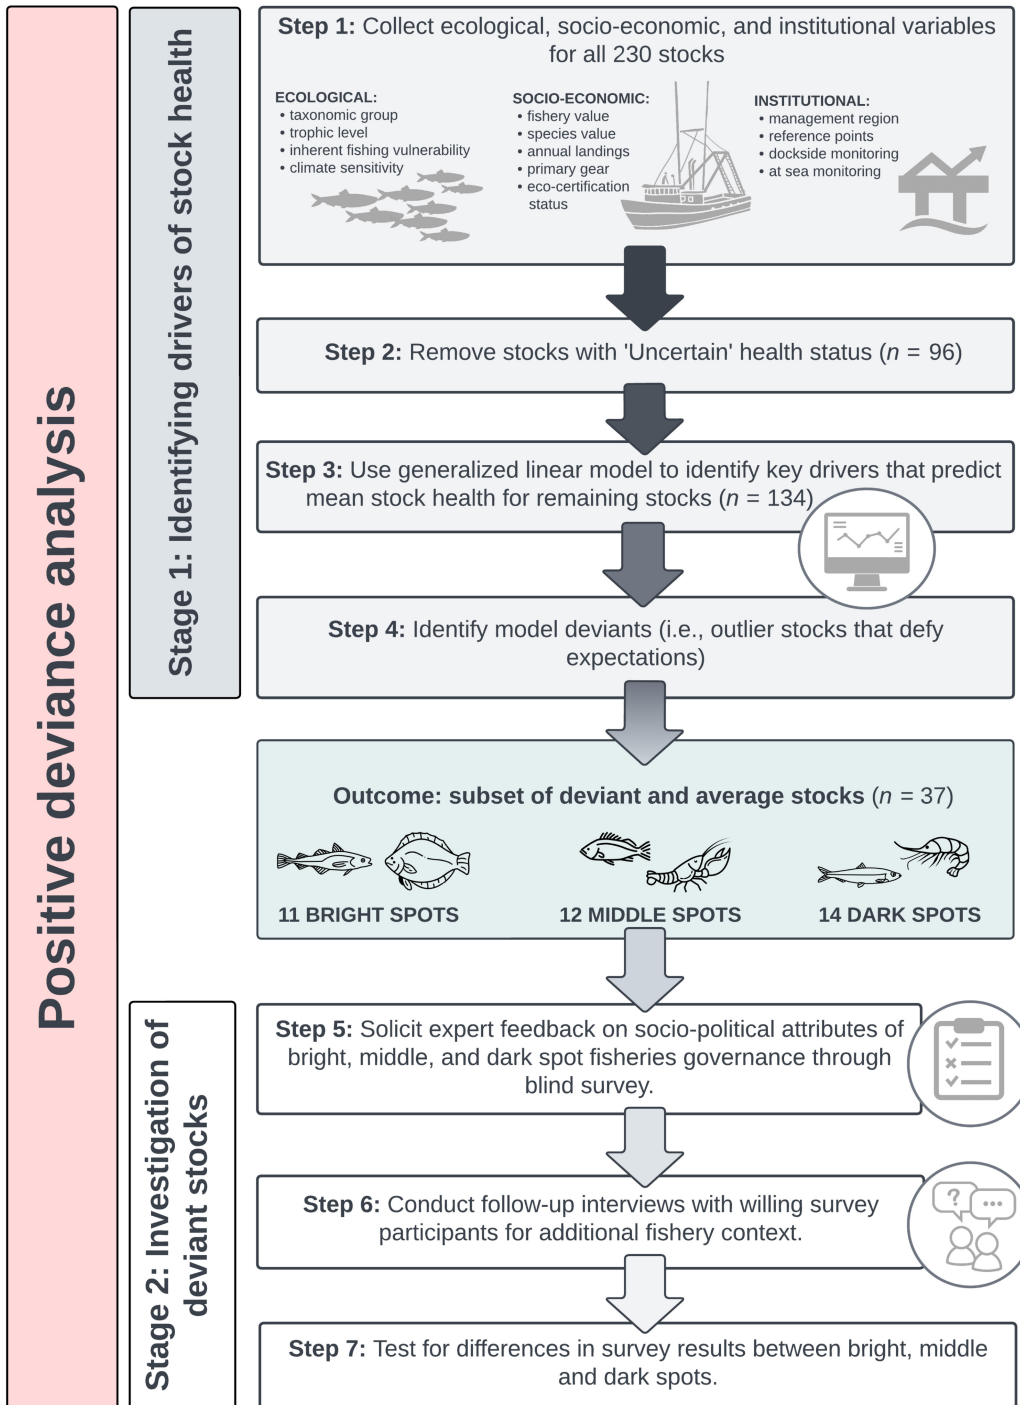 Positive deviance analysis
Stage 1: Identifying drivers of stock health
Step 1: Collect ecological, socio-economic, and institutional variables
for all 230 stocks
ECOLOGICAL:
• taxonomic group
• trophic level
• inherent fishing vulnerability
• climate sensitivity
SOCIO-ECONOMIC:
• fishery value
• species value
• annual landings
• primary gear
• eco-certification
status
INSTITUTIONAL:
• management region
• reference points
• dockside monitoring
• at sea monitoring
Step 2: Remove stocks with 'Uncertain' health status (n = 96)
Step 3: Use generalized linear model to identify key drivers that predict
mean stock health for remaining stocks (n = 134)
Step 4: Identify model deviants (i.e., outlier stocks that defy
expectations)
Outcome: subset of deviant and average stocks (n = 37)
11 BRIGHT SPOTS
12 MIDDLE SPOTS
14 DARK SPOTS
Stage 2: Investigation of
deviant stocks
Step 5: Solicit expert feedback on socio-political attributes of
bright, middle, and dark spot fisheries governance through
blind survey.
Step 6: Conduct follow-up interviews with willing survey
participants for additional fishery context.
?
Step 7: Test for differences in survey results between bright, middle
and dark spots.